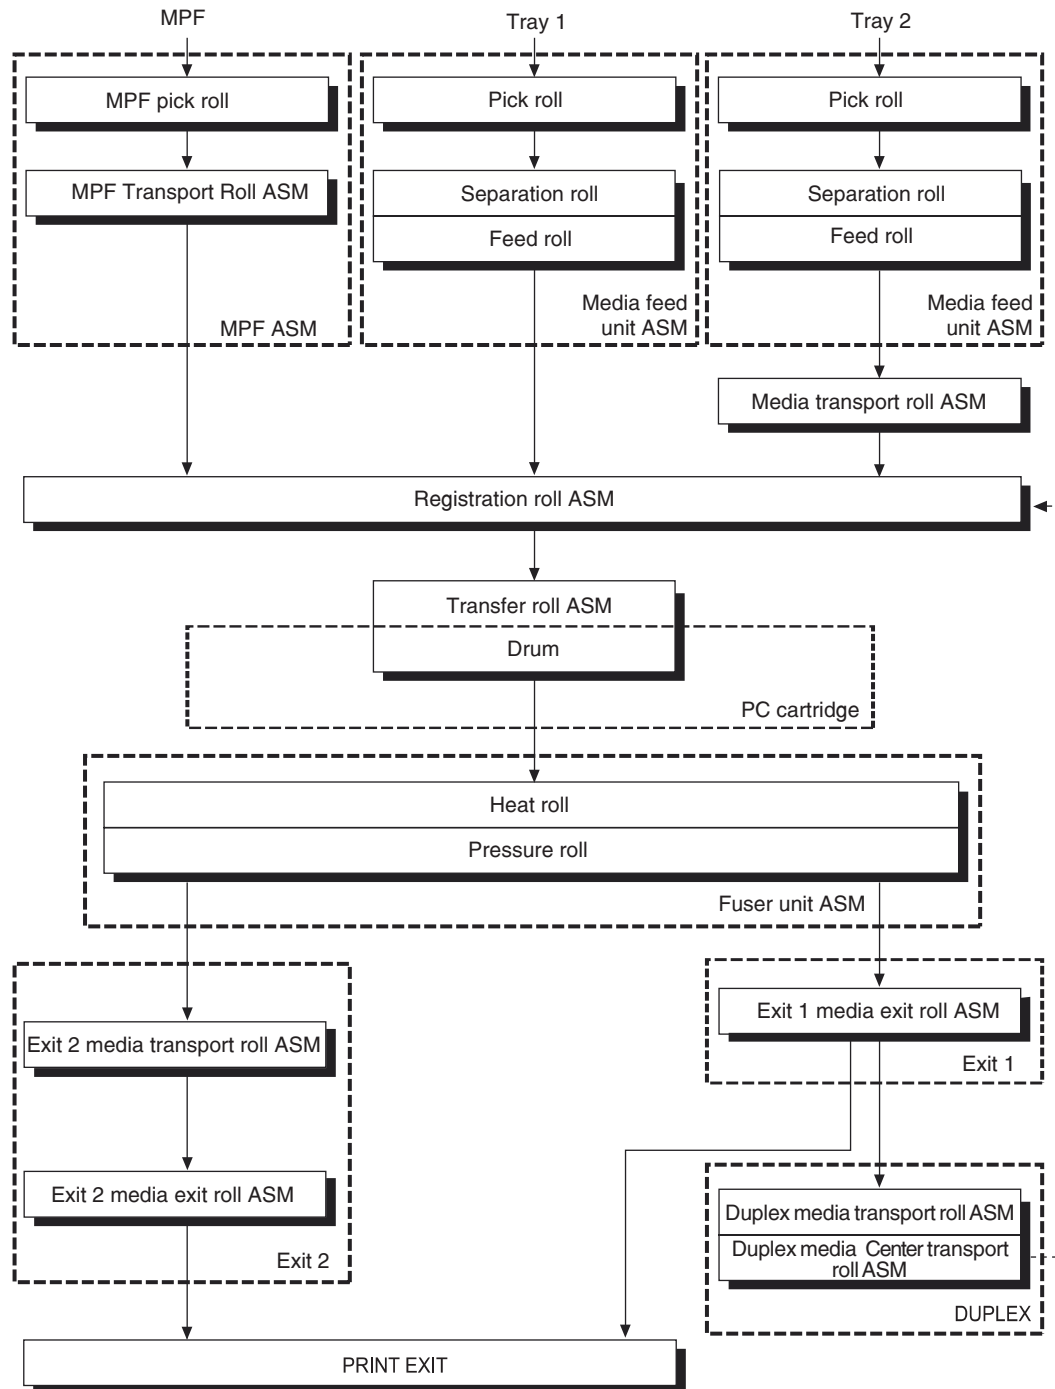 MPF
Tray 1
Tray 2
MPF pick roll
Pick roll
Pick roll
MPF Transport Roll ASM
Separation roll
Separation roll
Feed roll
Feed roll
MPF ASM
Media feed
unit ASM
Media feed
unit ASM
Media transport roll ASM
Registration roll ASM
Transfer roll ASM
Drum
PC cartridge
Heat roll
Pressure roll
Fuser unit ASM
Exit 2 media transport roll ASM
Exit 1 media exit roll ASM
Exit 1
Exit 2 media exit roll ASM
Exit 2
Duplex media transport roll ASM
Duplex media Center transport
roll ASM
DUPLEX
PRINT EXIT